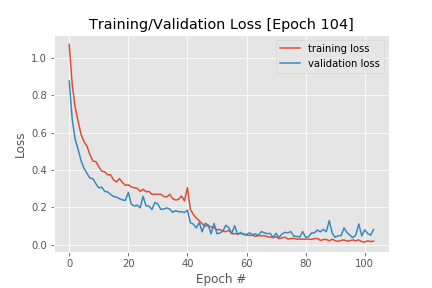 Training/Validation Loss [Epoch 104]
training loss
validation loss
1.0
0.8
0.6
0.4
0.2
0.0
Loss
0 20 40 60 80 100
Epoch #